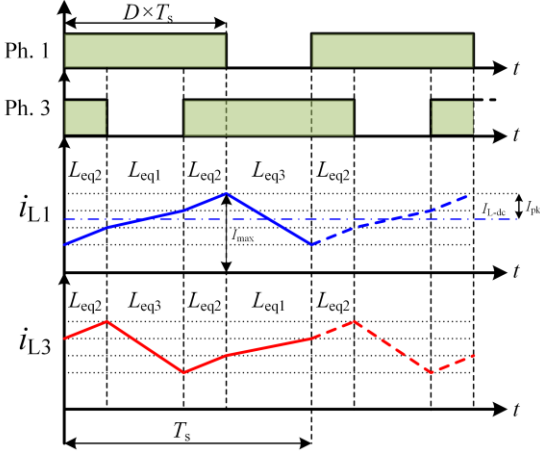 D×Ts
Ph. 1
t
Ph. 3
t
Leq2 Leq1 Leq2 Leq3 Leq2
iL1
Imax
IL-dc
Ipk
t
Leq2 Leq3 Leq2 Leq1 Leq2
iL3
t
Ts